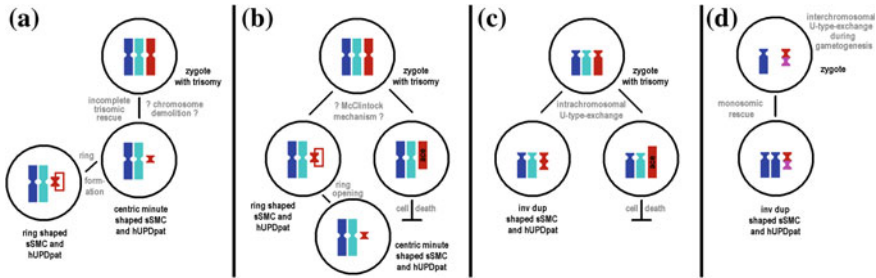 (a)
zygote
with trisomy
incomplete
trisomic
rescue
? chromosome
demolition ?
ring
form-
ation
ring shaped
sSMC and
hUPDpat
centric minute
shaped sSMC
and hUPDpat
(b)
zygote
with trisomy
? McClintock
mechanism ?
ring shaped
sSMC and
hUPDpat
ring
opening
cell death
centric minute
shaped sSMC and
hUPDpat
(c)
zygote
with trisomy
intrachromosomal
U-type-exchange
inv dup
shaped sSMC
and hUPDpat
cell death
(d)
interchromosomal
U-type-exchange
during
gametogenesis
zygote
monosomic
rescue
inv dup
shaped sSMC
and hUPDpat